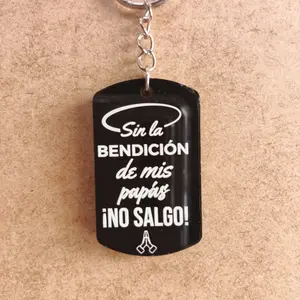 Sin la
BENDICIÓN
de mis
papás
¡NO SALGO!